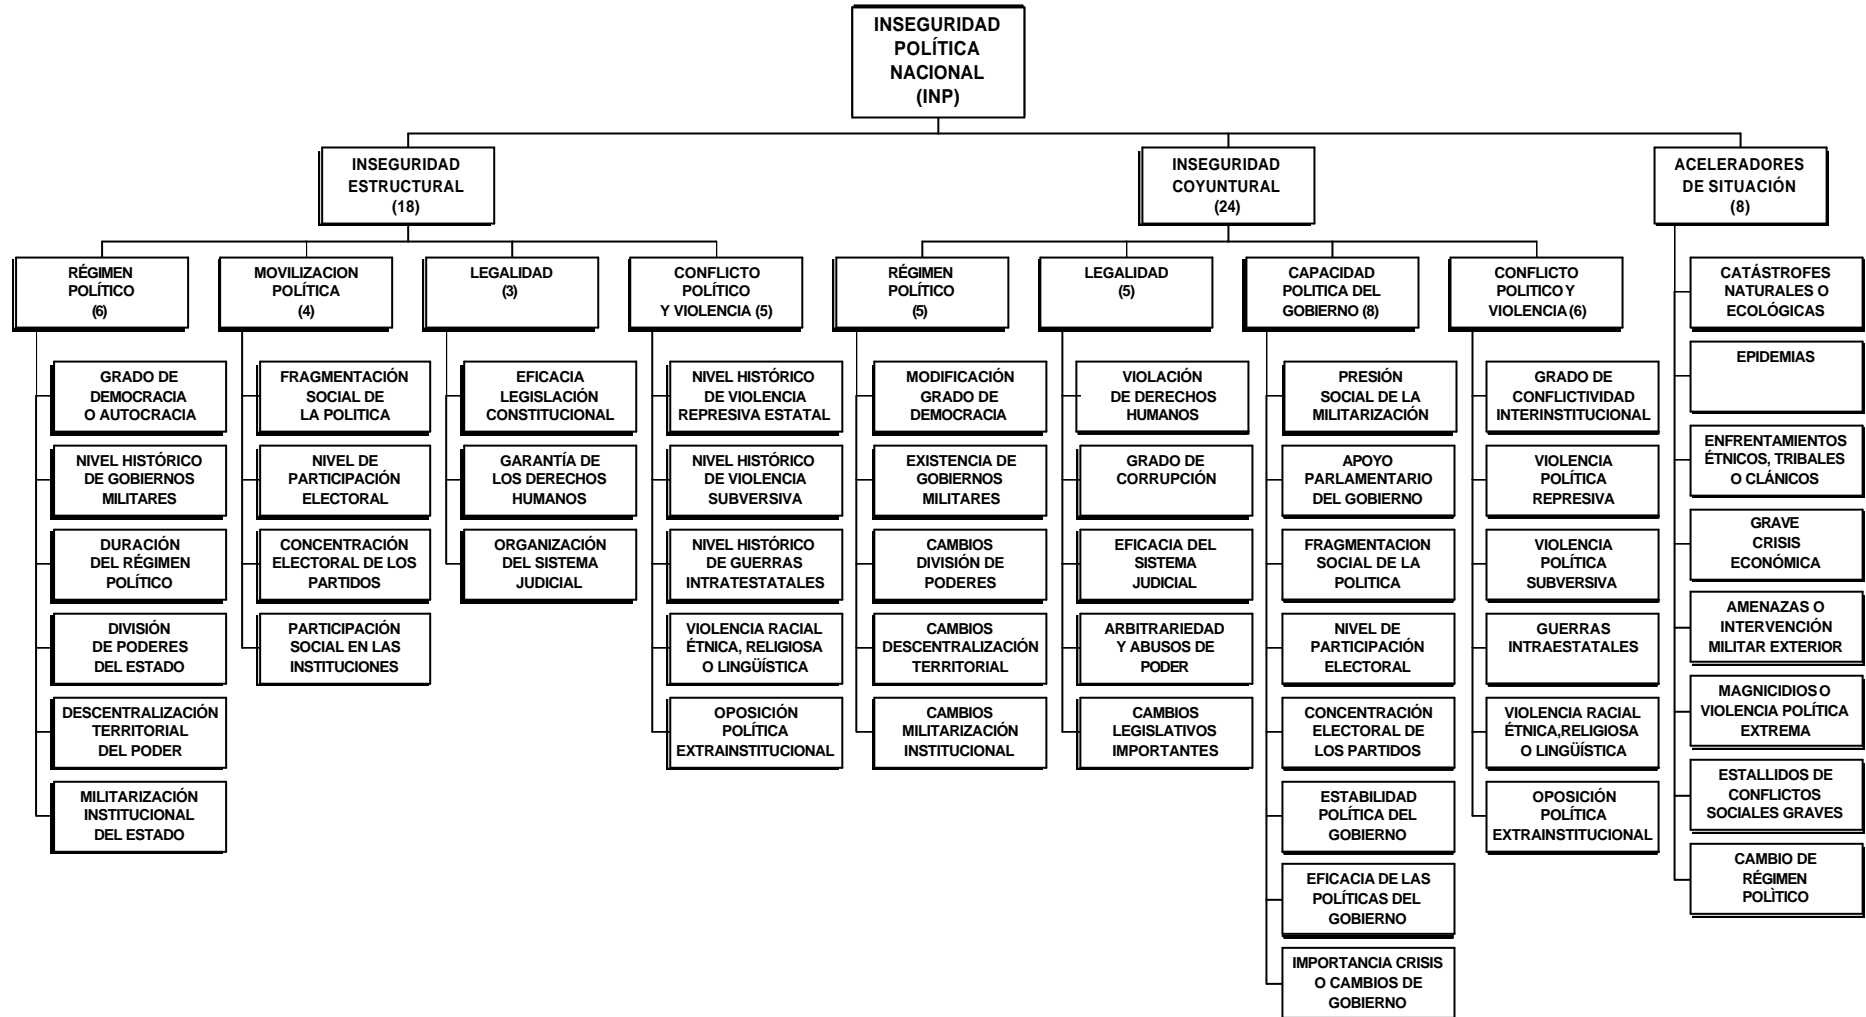 INSEGURIDAD
POLÍTICA
NACIONAL
(INP)
INSEGURIDAD
ESTRUCTURAL
(18)
INSEGURIDAD
COYUNTURAL
(24)
ACELERADORES
DE SITUACIÓN
(8)
RÉGIMEN
POLÍTICO
(6)
MOVILIZACION
POLÍTICA
(4)
LEGALIDAD
(3)
CONFLICTO
POLÍTICO
Y VIOLENCIA (5)
RÉGIMEN
POLÍTICO
(5)
LEGALIDAD
(5)
CAPACIDAD
POLITICA DEL
GOBIERNO (8)
CONFLICTO
POLITICO Y
VIOLENCIA (6)
GRADO DE
DEMOCRACIA
O AUTOCRACIA
NIVEL HISTÓRICO
DE GOBIERNOS
MILITARES
DURACIÓN
DEL RÉGIMEN
POLÍTICO
DIVISIÓN
DE PODERES
DEL ESTADO
DESCENTRALIZACIÓN
TERRITORIAL
DEL PODER
MILITARIZACIÓN
INSTITUCIONAL
DEL ESTADO
FRAGMENTACIÓN
SOCIAL DE
LA POLITICA
NIVEL DE
PARTICIPACIÓN
ELECTORAL
CONCENTRACIÓN
ELECTORAL DE LOS
PARTIDOS
PARTICIPACIÓN
SOCIAL EN LAS
INSTITUCIONES
EFICACIA
LEGISLACIÓN
CONSTITUCIONAL
GARANTÍA DE
LOS DERECHOS
HUMANOS
ORGANIZACIÓN
DEL SISTEMA
JUDICIAL
NIVEL HISTÓRICO
DE VIOLENCIA
REPRESIVA ESTATAL
NIVEL HISTÓRICO
DE VIOLENCIA
SUBVERSIVA
NIVEL HISTÓRICO
DE GUERRAS
INTRATESTATALES
VIOLENCIA RACIAL
ÉTNICA, RELIGIOSA
O LINGÜÍSTICA
OPOSICIÓN
POLÍTICA
EXTRAINSTITUCIONAL
MODIFICACIÓN
GRADO DE
DEMOCRACIA
EXISTENCIA DE
GOBIERNOS
MILITARES
CAMBIOS
DIVISIÓN DE
PODERES
CAMBIOS
DESCENTRALIZACIÓN
TERRITORIAL
CAMBIOS
MILITARIZACIÓN
INSTITUCIONAL
VIOLACIÓN
DE DERECHOS
HUMANOS
GRADO DE
CORRUPCIÓN
EFICACIA DEL
SISTEMA
JUDICIAL
ARBITRARIEDAD
Y ABUSOS DE
PODER
CAMBIOS
LEGISLATIVOS
IMPORTANTES
PRESIÓN
SOCIAL DE LA
MILITARIZACIÓN
APOYO
PARLAMENTARIO
DEL GOBIERNO
FRAGMENTACION
SOCIAL DE LA
POLITICA
NIVEL DE
PARTICIPACIÓN
ELECTORAL
CONCENTRACIÓN
ELECTORAL DE
LOS PARTIDOS
ESTABILIDAD
POLÍTICA DEL
GOBIERNO
EFICACIA DE LAS
POLÍTICAS DEL
GOBIERNO
IMPORTANCIA CRISIS
O CAMBIOS DE
GOBIERNO
GRADO DE
CONFLICTIVIDAD
INTERINSTITUCIONAL
VIOLENCIA
POLÍTICA
REPRESIVA
VIOLENCIA
POLÍTICA
SUBVERSIVA
GUERRAS
INTRAESTATALES
VIOLENCIA RACIAL
ÉTNICA,RELIGIOSA
O LINGÜÍSTICA
OPOSICIÓN
POLÍTICA
EXTRAINSTITUCIONAL
CATÁSTROFES
NATURALES O
ECOLÓGICAS
EPIDEMIAS
ENFRENTAMIENTOS
ÉTNICOS, TRIBALES
O CLÁNICOS
GRAVE
CRISIS
ECONÓMICA
AMENAZAS O
INTERVENCIÓN
MILITAR EXTERIOR
MAGNICIDIOS O
VIOLENCIA POLÍTICA
EXTREMA
ESTALLIDOS DE
CONFLICTOS
SOCIALES GRAVES
CAMBIO DE
RÉGIMEN
POLÌTICO